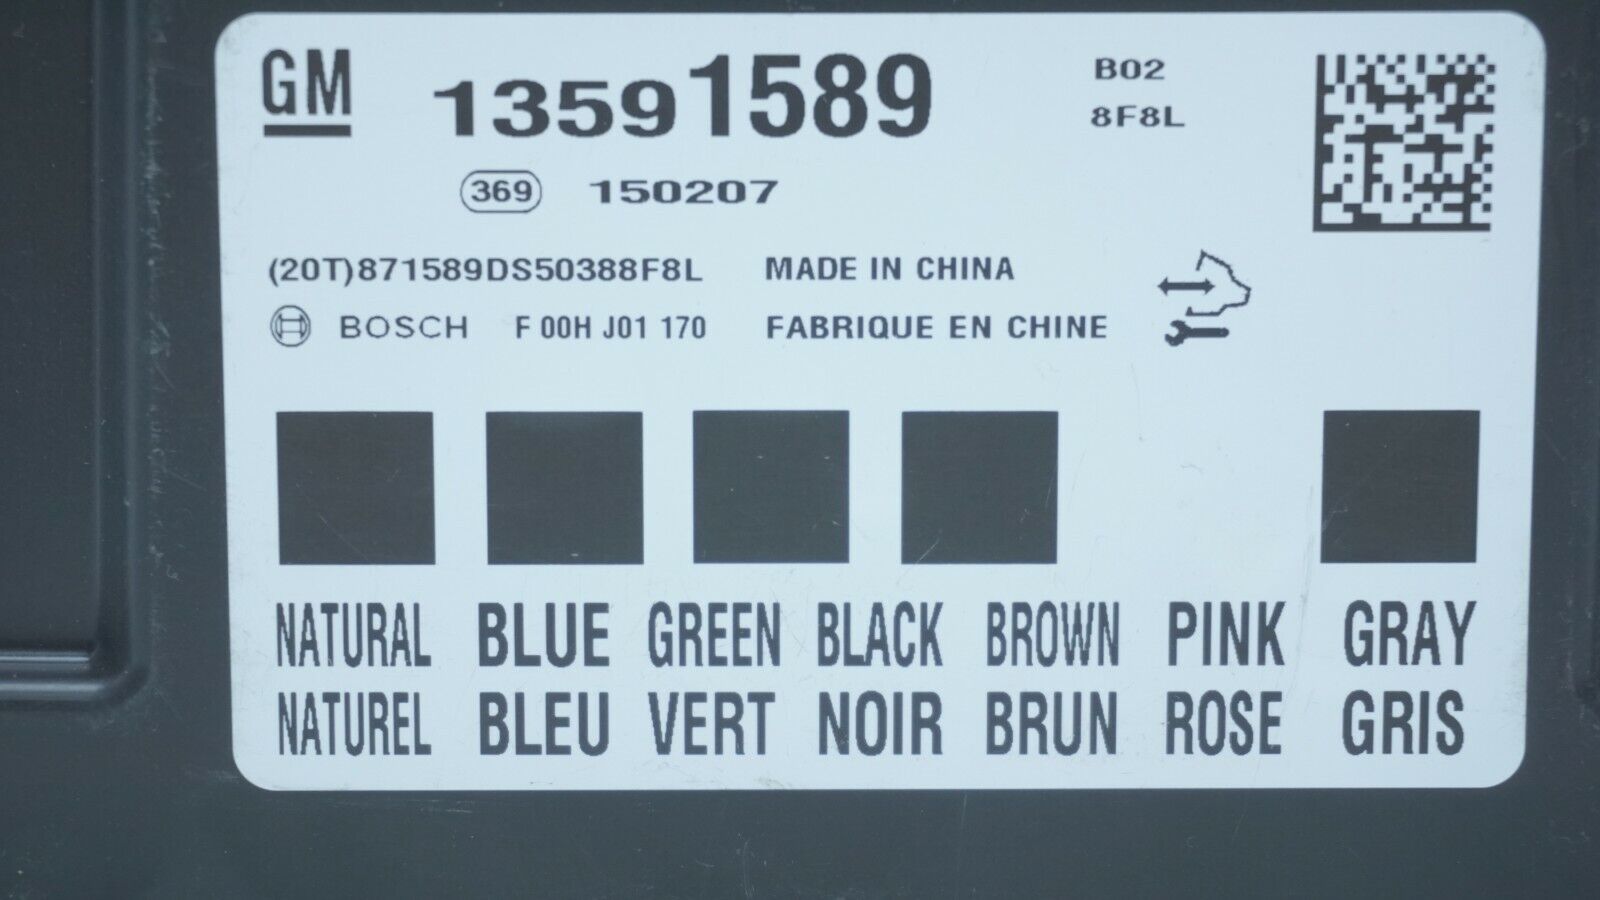 GM 13591589 B02
8F8L
369 150207
(20T)871589DS50388F8L MADE IN CHINA
BOSCH F 00H J01 170 FABRIQUE EN CHINE
NATURAL BLUE GREEN BLACK BROWN PINK GRAY
NATUREL BLEU VERT NOIR BRUN ROSE GRIS